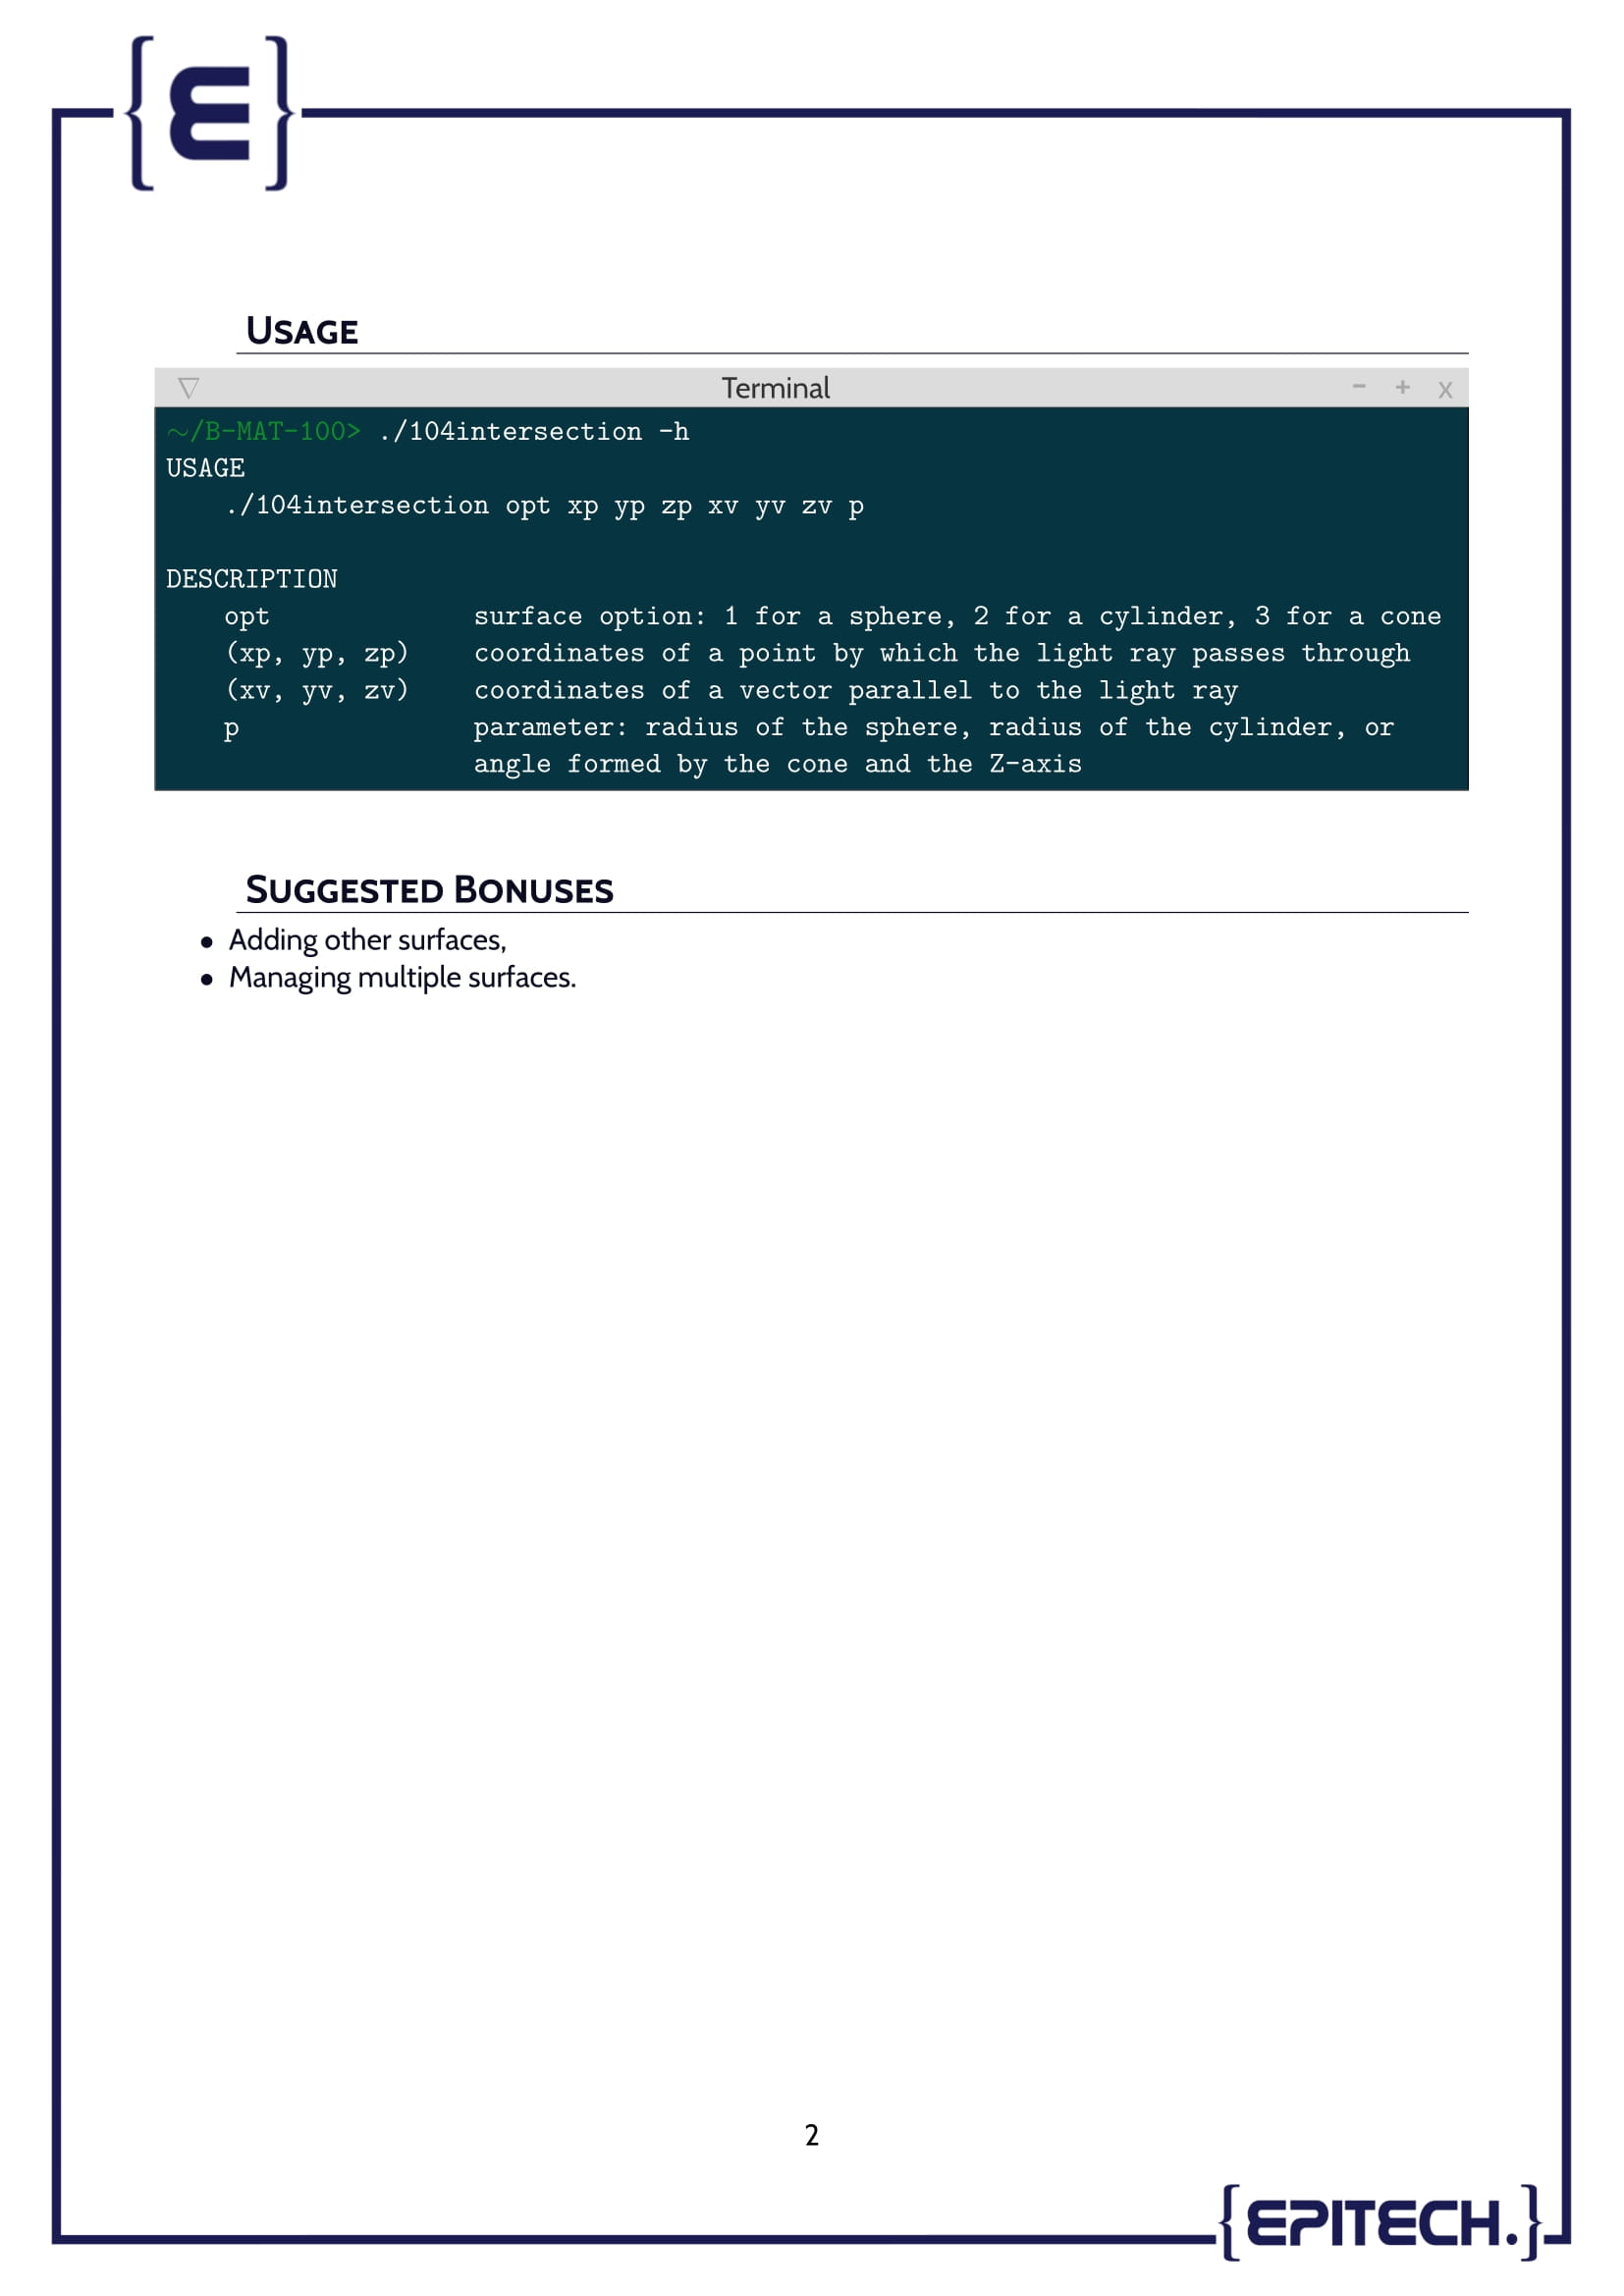 {E}
USAGE
Terminal
- + x
~/B-MAT-100> ./104intersection -h
USAGE
./104intersection opt xp yp zp xv yv zv p
DESCRIPTION
opt surface option: 1 for a sphere, 2 for a cylinder, 3 for a cone
(xp, yp, zp) coordinates of a point by which the light ray passes through
(xv, yv, zv) coordinates of a vector parallel to the light ray
p parameter: radius of the sphere, radius of the cylinder, or
angle formed by the cone and the Z-axis
SUGGESTED BONUSES
• Adding other surfaces,
• Managing multiple surfaces.
2
{EPITECH.}